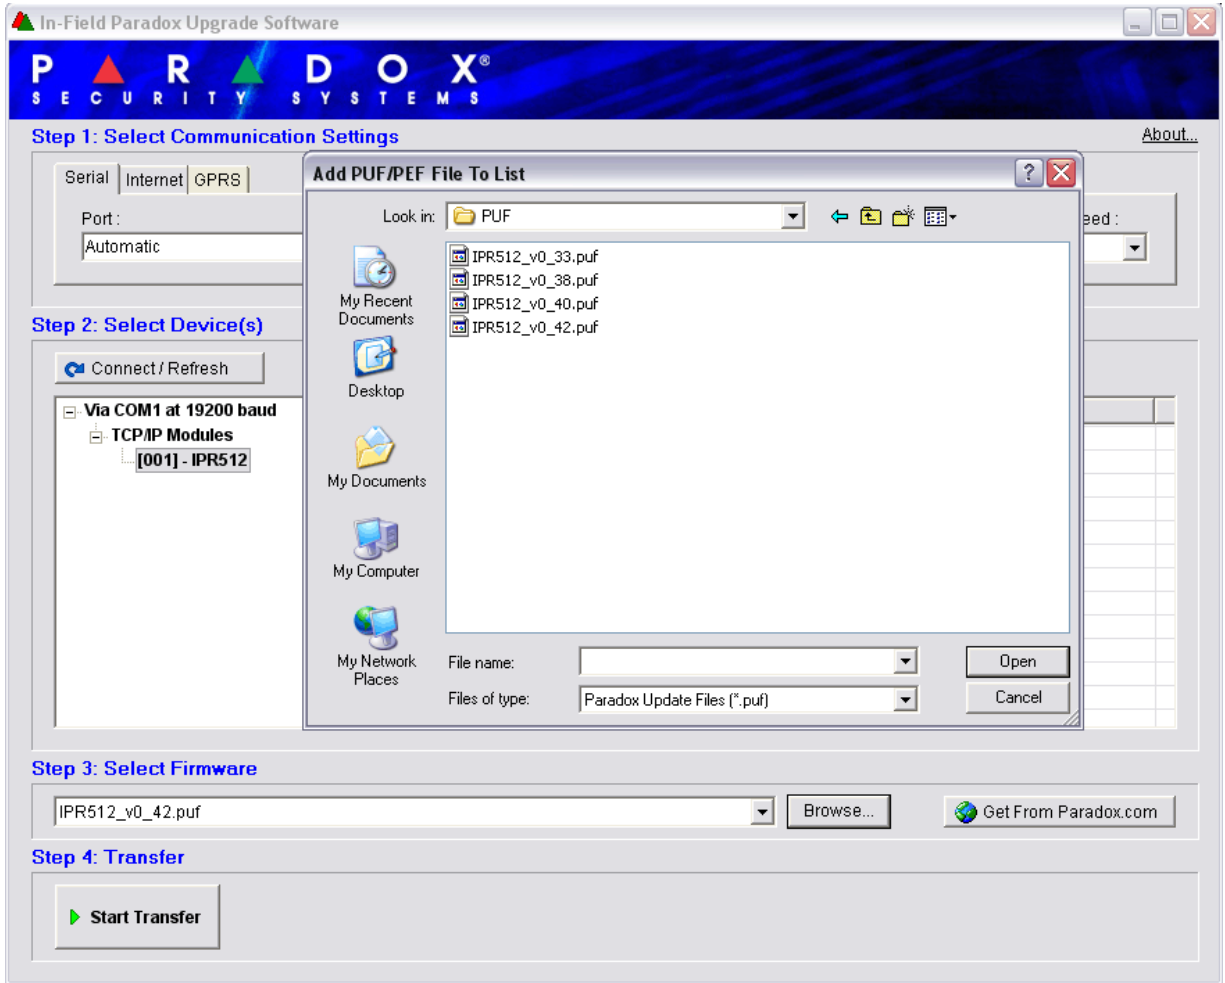 In-Field Paradox Upgrade Software
PARADOX®
SECURITY SYSTEMS
Step 1: Select Communication Settings
About...
Serial
Internet
GPRS
Port :
Automatic
eed :
Add PUF/PEF File To List
Look in:
PUF
My Recent
Documents
Desktop
My Documents
My Computer
My Network
Places
IPR512_v0_33.puf
IPR512_v0_38.puf
IPR512_v0_40.puf
IPR512_v0_42.puf
File name:
Open
Files of type:
Paradox Update Files (*.puf)
Cancel
Step 2: Select Device(s)
Connect / Refresh
Via COM1 at 19200 baud
TCP/IP Modules
[001] - IPR512
Step 3: Select Firmware
IPR512_v0_42.puf
Browse...
Get From Paradox.com
Step 4: Transfer
Start Transfer